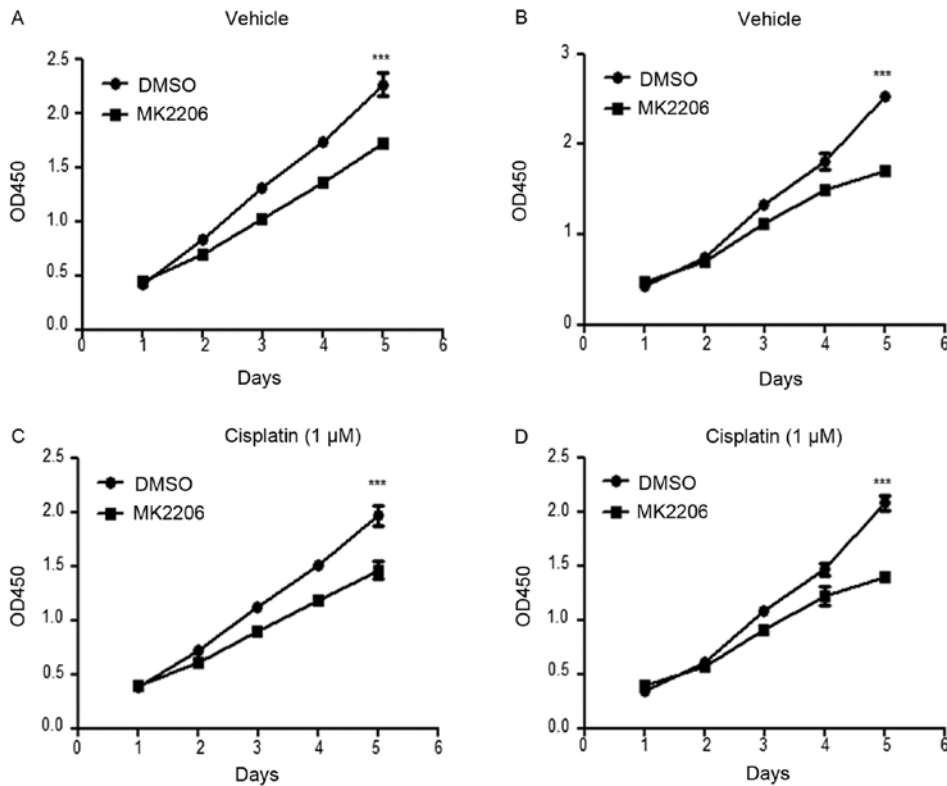 A
Vehicle
2.5
2.0
1.5
1.0
0.5
0.0
OD450
DMSO
MK2206
***
0 1 2 3 4 5 6
Days
B
Vehicle
3
2
1
0
OD450
DMSO
MK2206
***
0 1 2 3 4 5 6
Days
C
Cisplatin (1 μM)
2.5
2.0
1.5
1.0
0.5
0.0
OD450
DMSO
MK2206
***
0 1 2 3 4 5 6
Days
D
Cisplatin (1 μM)
2.5
2.0
1.5
1.0
0.5
0.0
OD450
DMSO
MK2206
***
0 1 2 3 4 5 6
Days